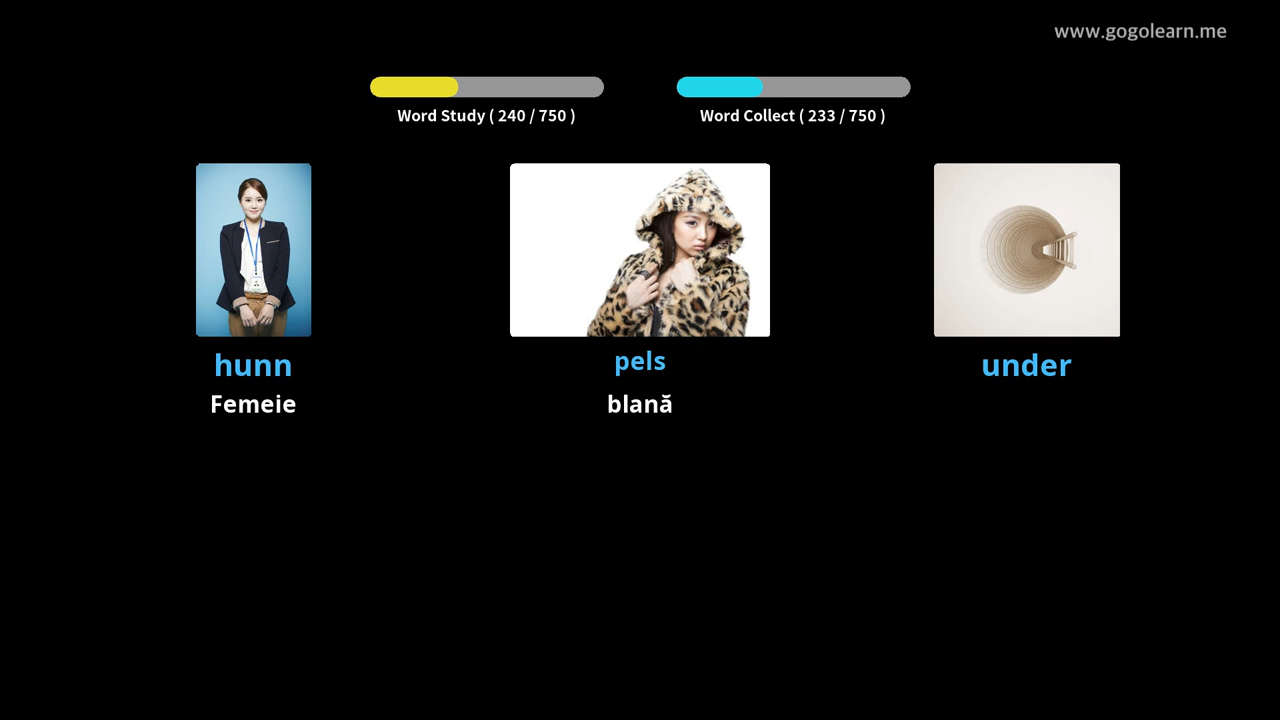 www.gogolearn.me
Word Study ( 240 / 750 )
Word Collect ( 233 / 750 )
hunn
Femeie
pels
blană
under